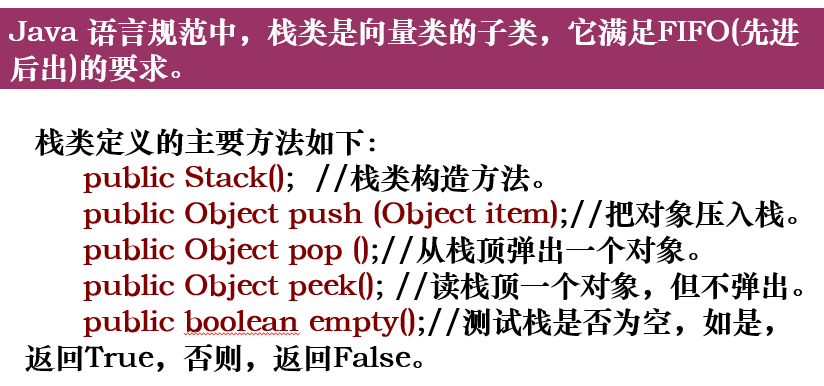 Java 语言规范中，栈类是向量类的子类，它满足FIFO(先进
后出)的要求。
栈类定义的主要方法如下：
public Stack();  //栈类构造方法。
public Object push (Object item);//把对象压入栈。
public Object pop ();//从栈顶弹出一个对象。
public Object peek(); //读栈顶一个对象，但不弹出。
public boolean empty();//测试栈是否为空，如是，
返回True，否则，返回False。